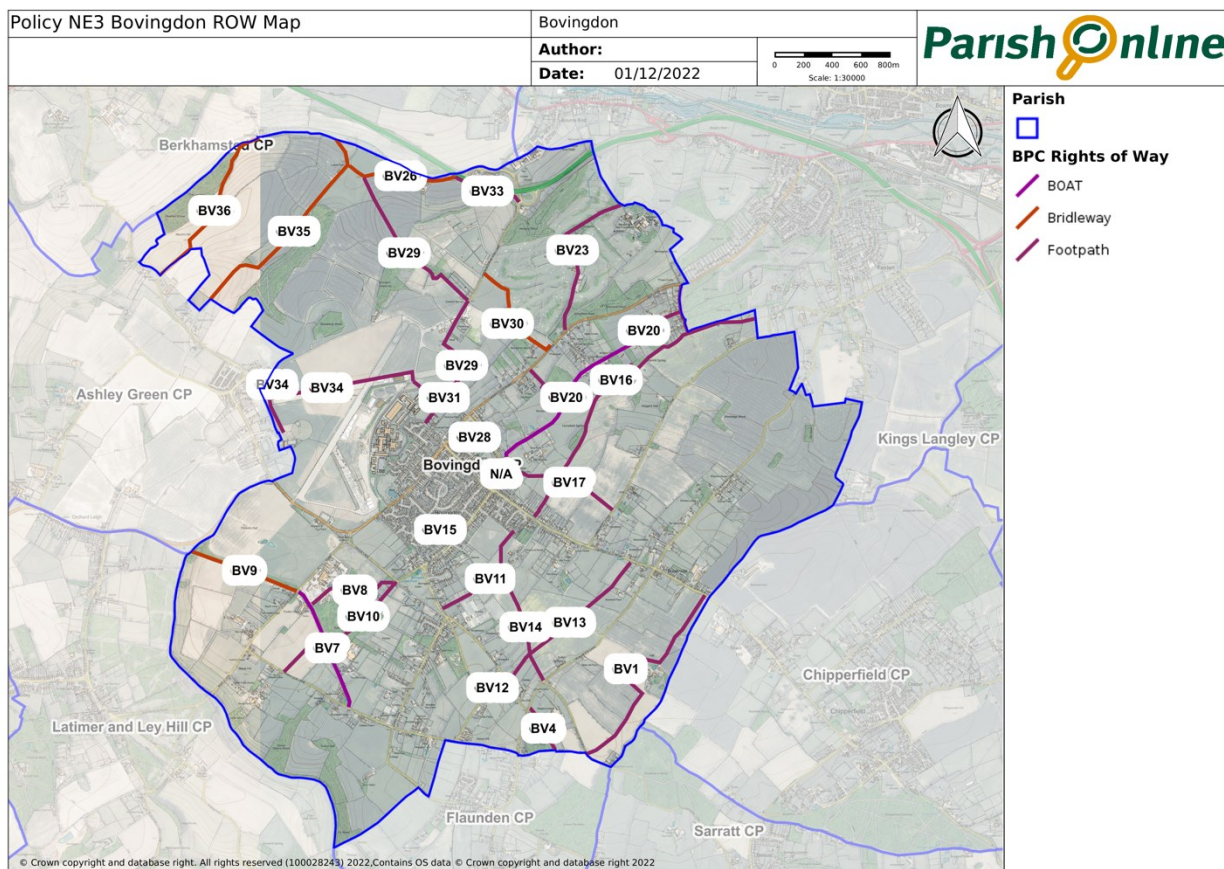 Policy NE3 Bovingdon ROW Map
Bovingdon
Author:
Date: 01/12/2022
0 200 400 600 800m
Scale: 1:30000
Parish Online
Parish
BPC Rights of Way
BOAT
Bridleway
Footpath
Berkhamsted CP
BV26
BV33
BV36
BV35
BV29
BV23
BV30
BV20
BV29
BV16
BV34
BV34
Ashley Green CP
BV31
BV20
BV28
Kings Langley CP
N/A
BV17
BV15
BV9
BV11
BV8
BV10
BV14
BV13
BV7
BV1
Chipperfield CP
BV12
Latimer and Ley Hill CP
BV4
Flaunden CP
Sarratt CP
© Crown copyright and database right. All rights reserved (100028243) 2022,Contains OS data © Crown copyright and database right 2022